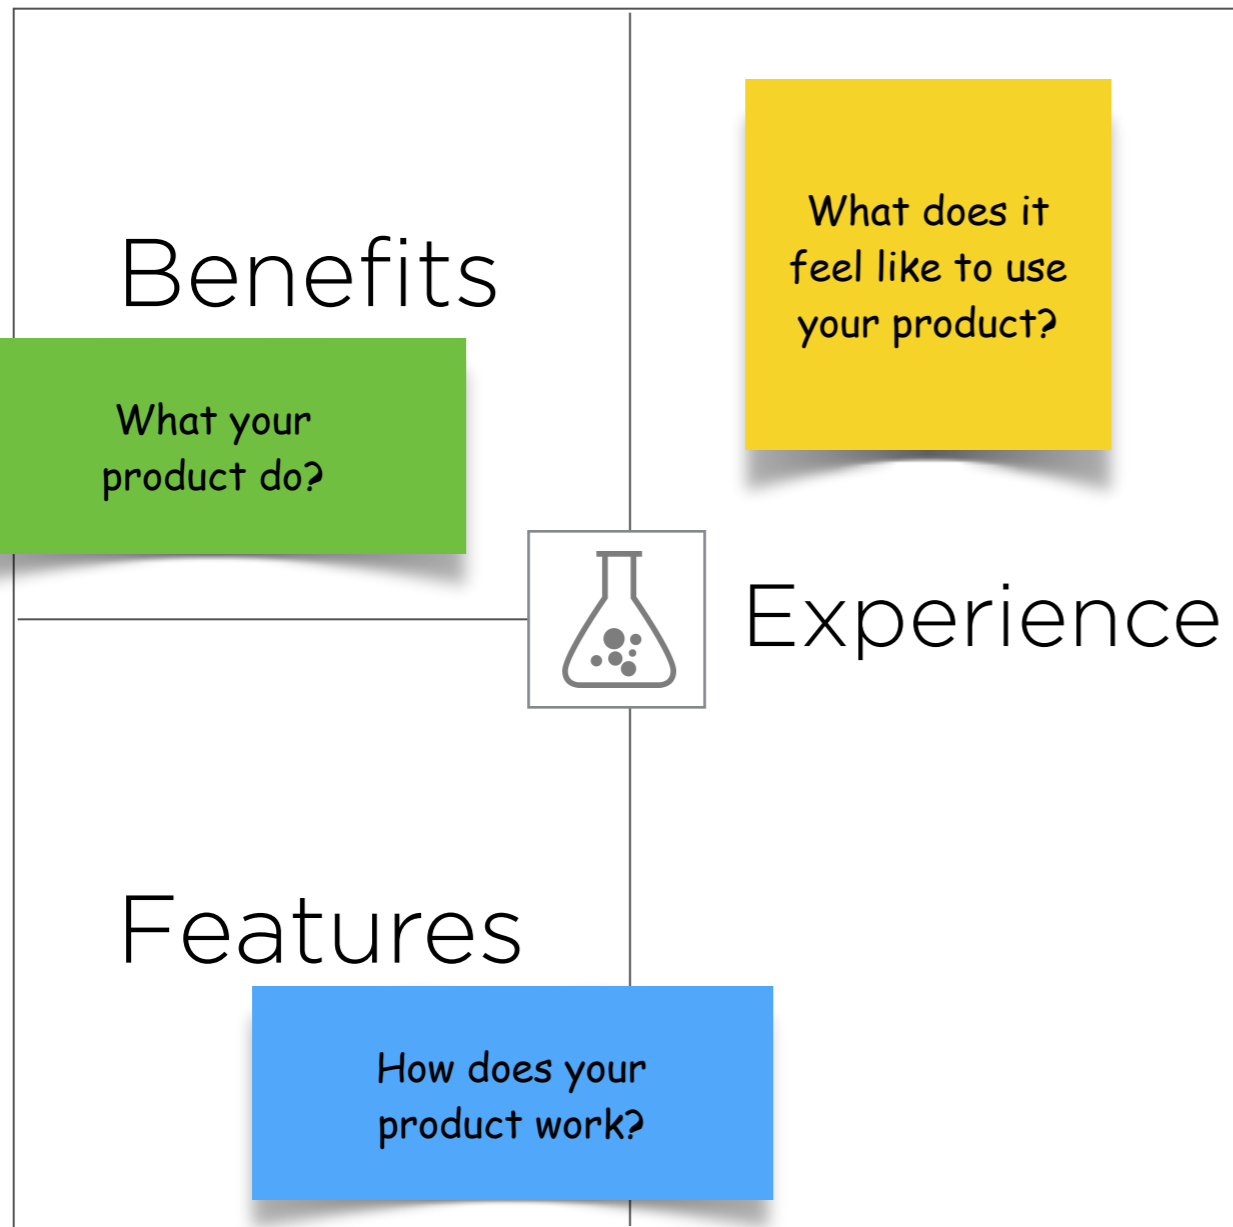 Benefits
What your
product do?
What does it
feel like to use
your product?
Experience
Features
How does your
product work?